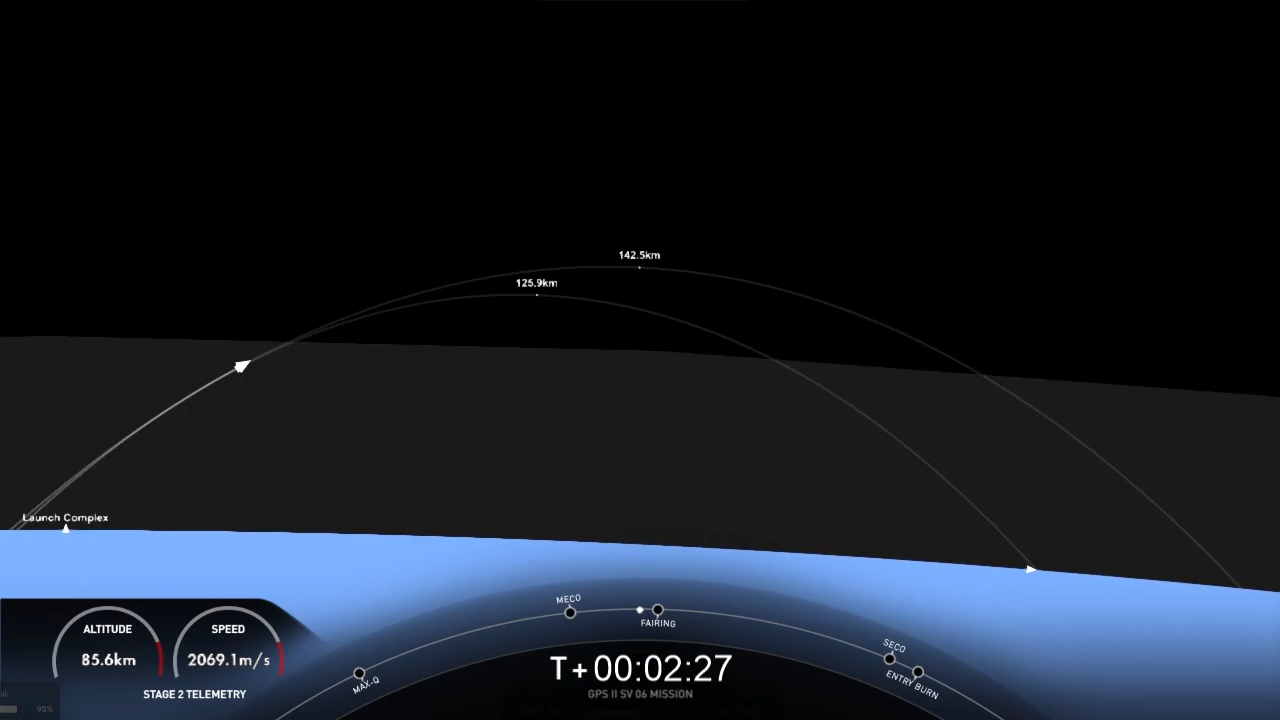 142.5km
125.9km
Launch Complex
MECO
FAIRING
SECO
ENTRY BURN
MAX-Q
ALTITUDE
85.6km
SPEED
2069.1m/s
STAGE 2 TELEMETRY
T+00:02:27
GPS II SV 06 MISSION
93%